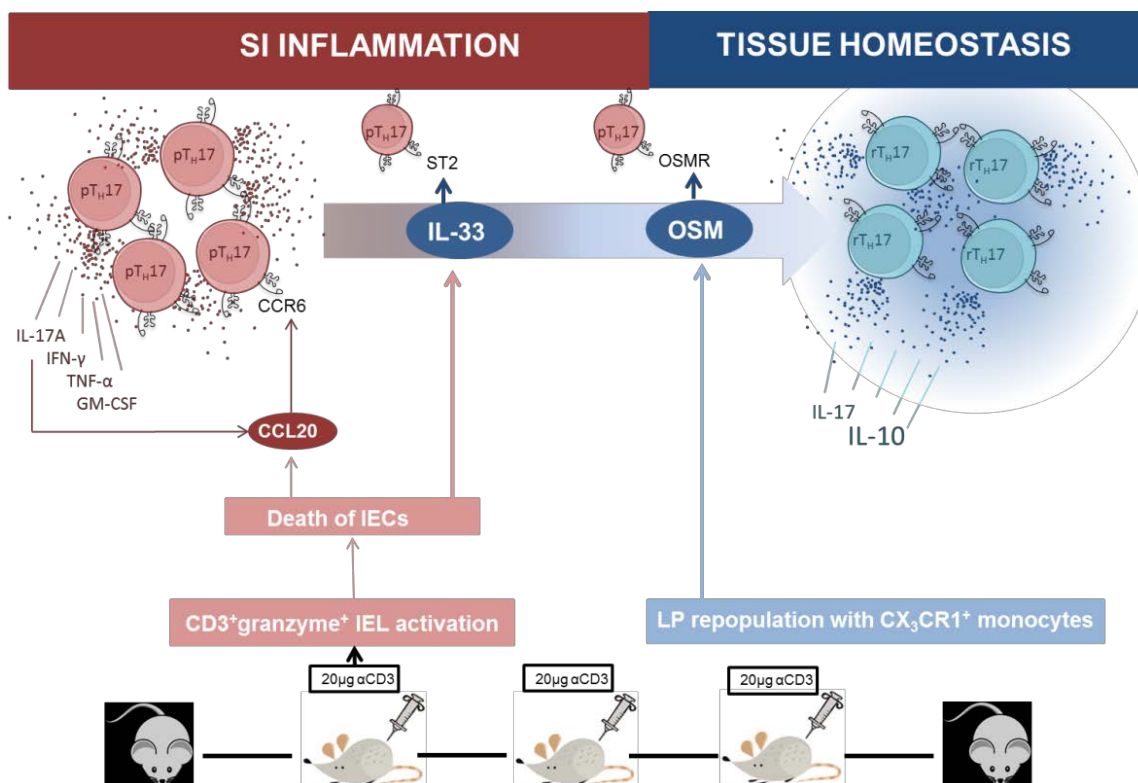 SI INFLAMMATION
TISSUE HOMEOSTASIS
pTH17
pTH17
pTH17
pTH17
pTH17
pTH17
ST2
OSMR
IL-33
OSM
rTH17
rTH17
rTH17
rTH17
CCR6
IL-17A
IFN-γ
TNF-α
GM-CSF
IL-17
IL-10
CCL20
Death of IECs
CD3⁺granzyme⁺ IEL activation
LP repopulation with CX₃CR1⁺ monocytes
20μg αCD3
20μg αCD3
20μg αCD3